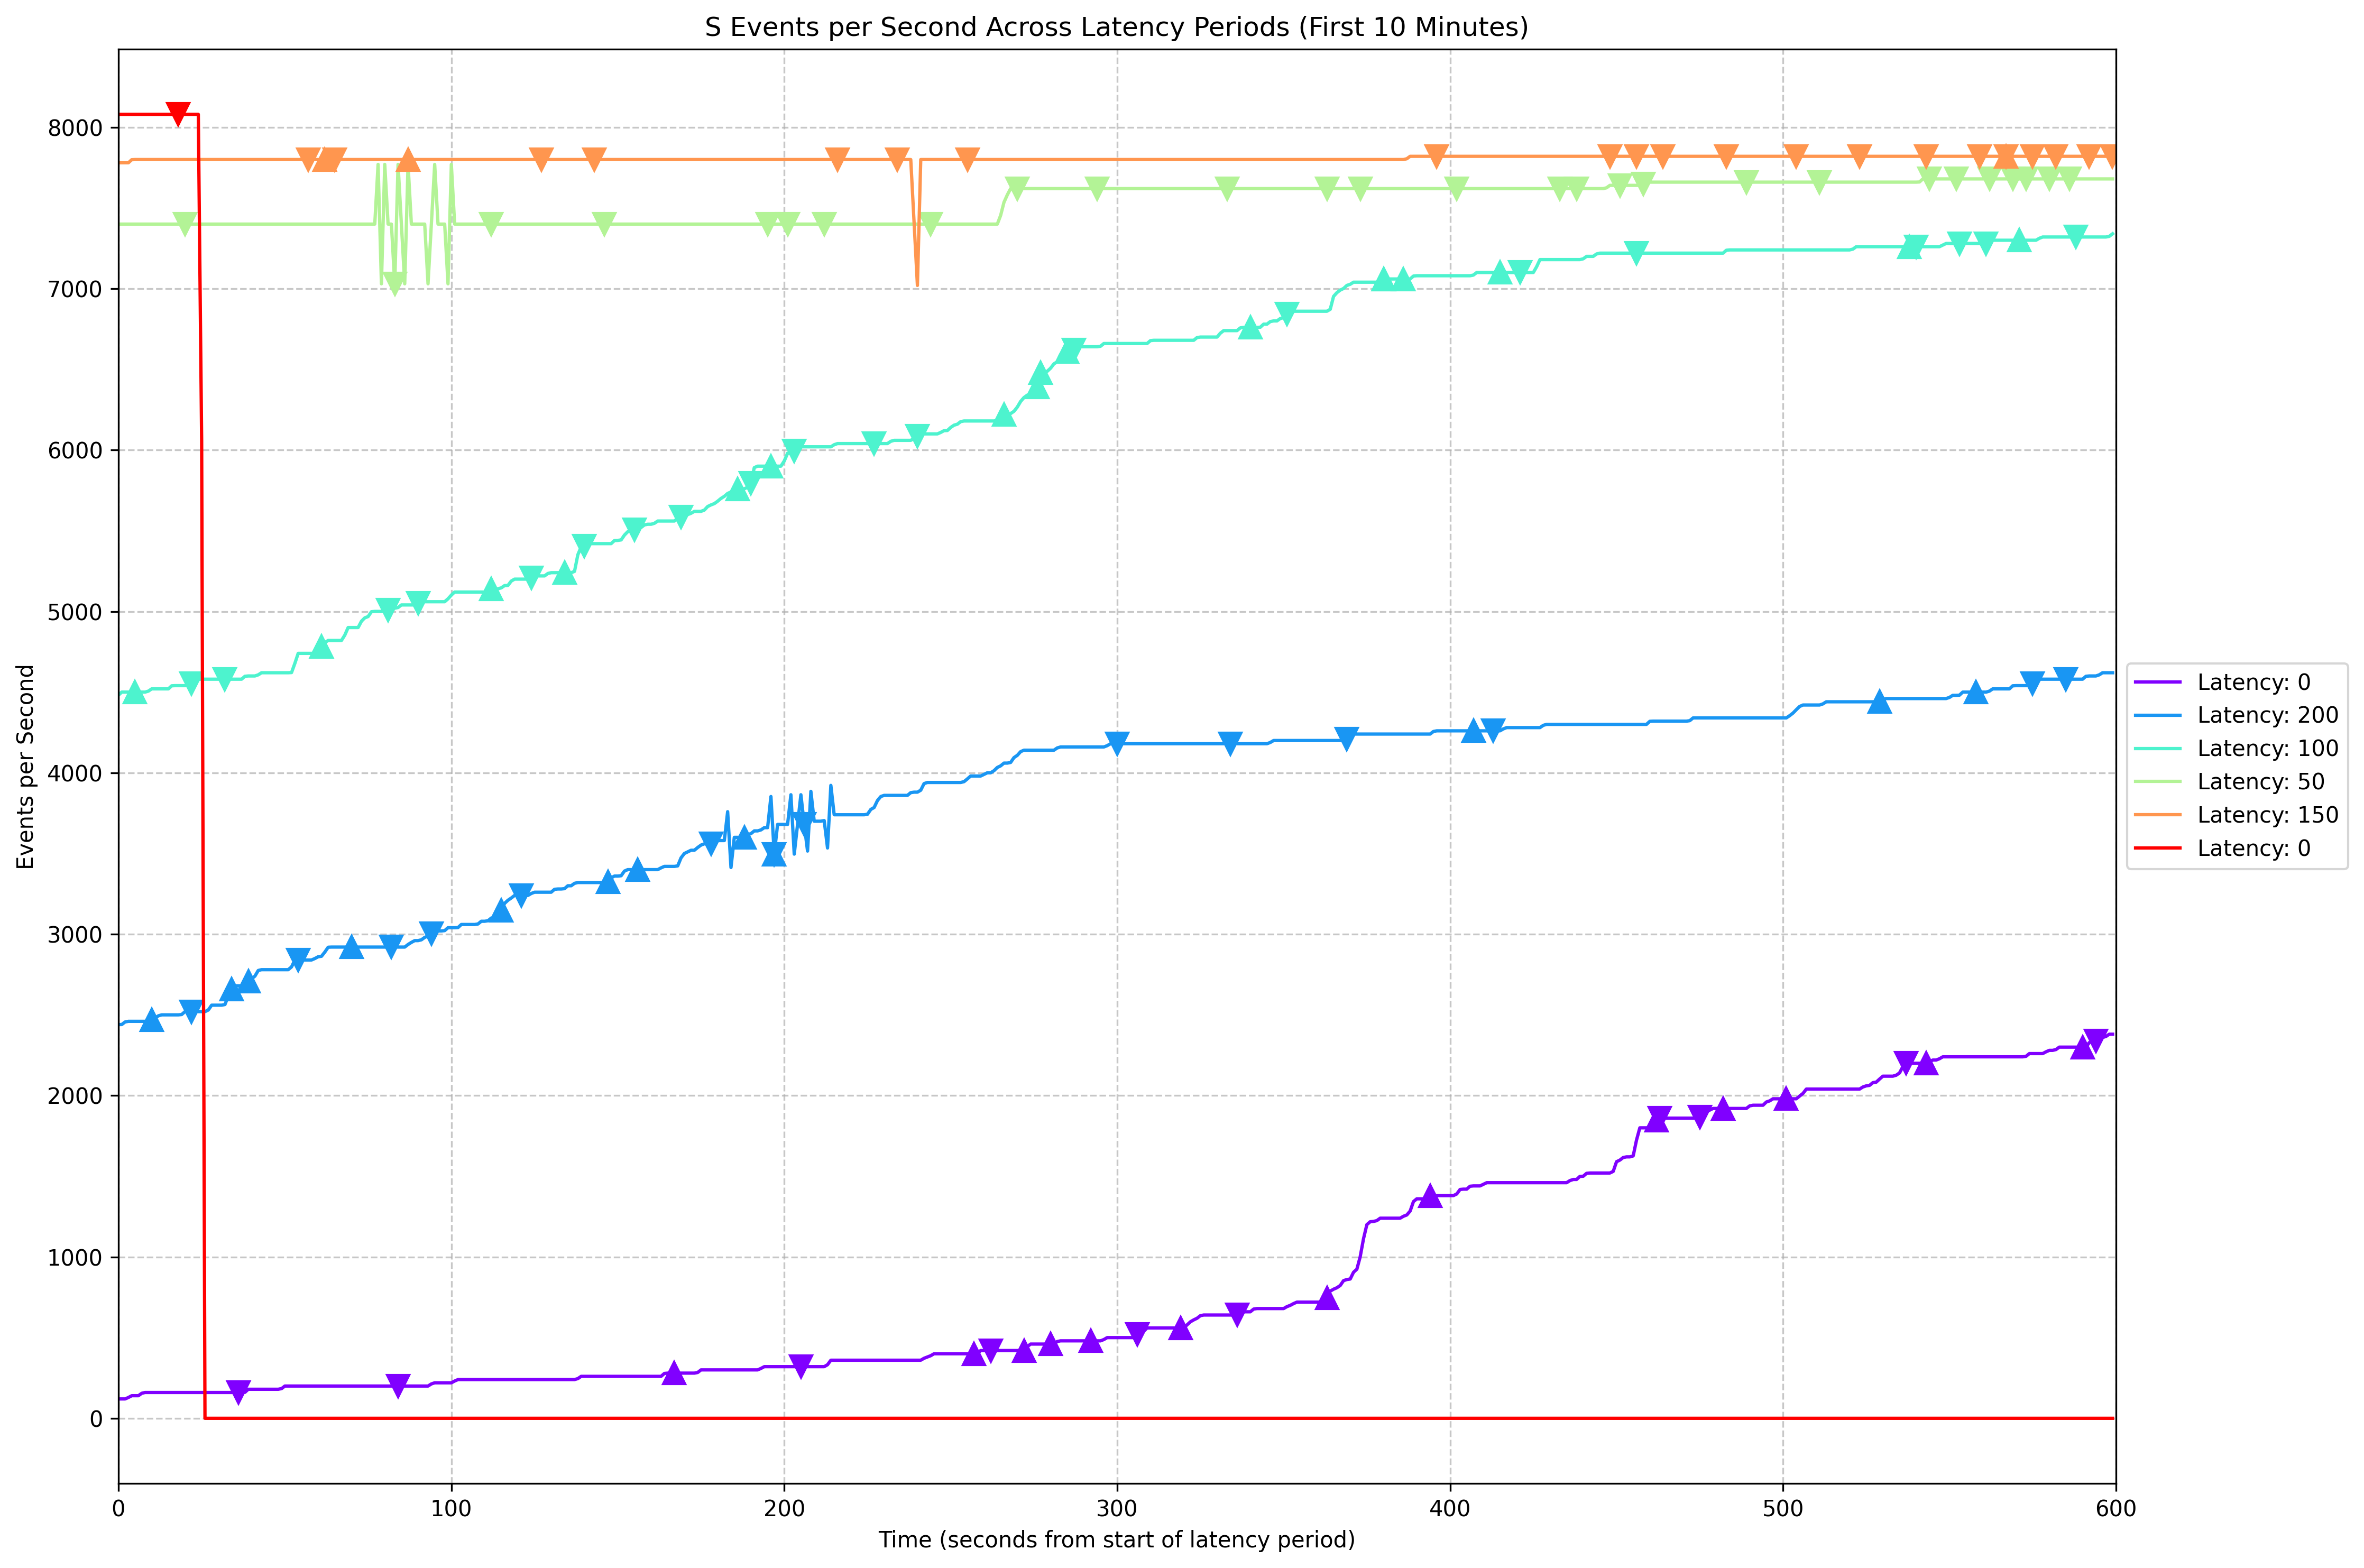 S Events per Second Across Latency Periods (First 10 Minutes)
8000
7000
6000
5000
4000
3000
2000
1000
0
Events per Second
0 100 200 300 400 500 600
Time (seconds from start of latency period)
Latency: 0
Latency: 200
Latency: 100
Latency: 50
Latency: 150
Latency: 0